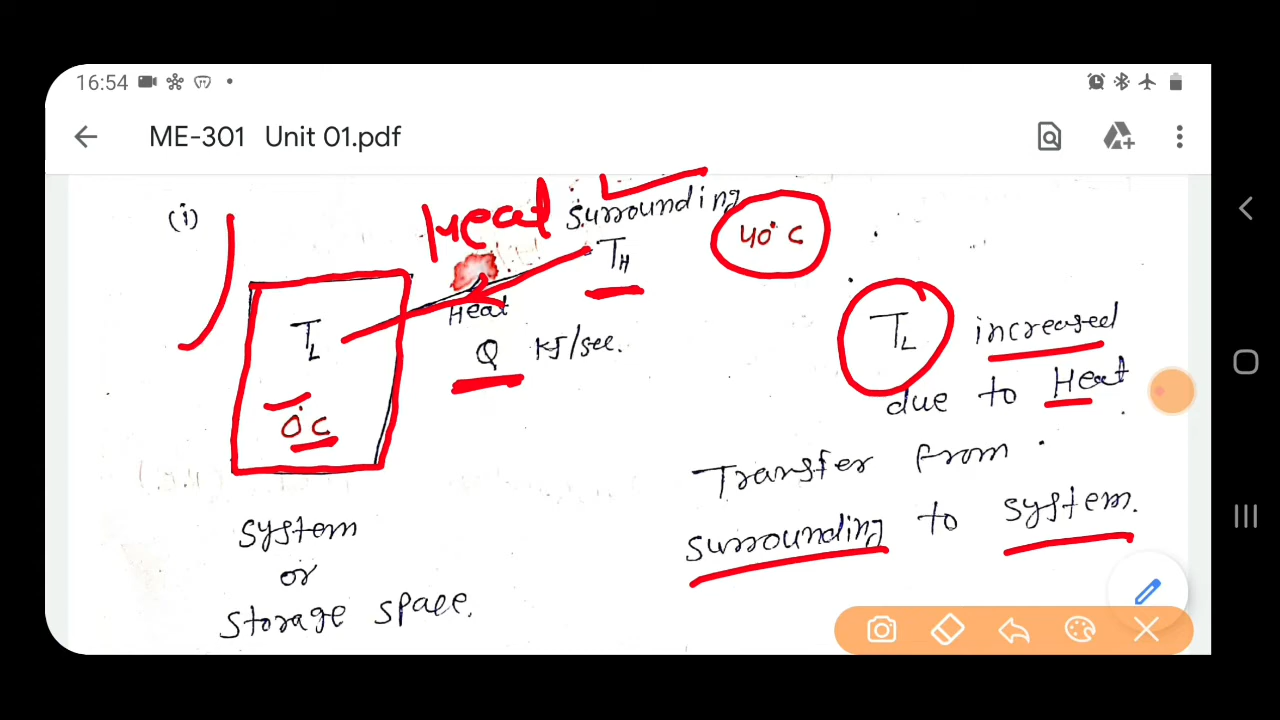 16:54
ME-301 Unit 01.pdf
(i)
Heat
Surrounding
TH
40°C
Heat
Q KJ/sec.
TL
0°C
TL increased
due to Heat
Transfer from
surrounding to system.
system
or
storage space.